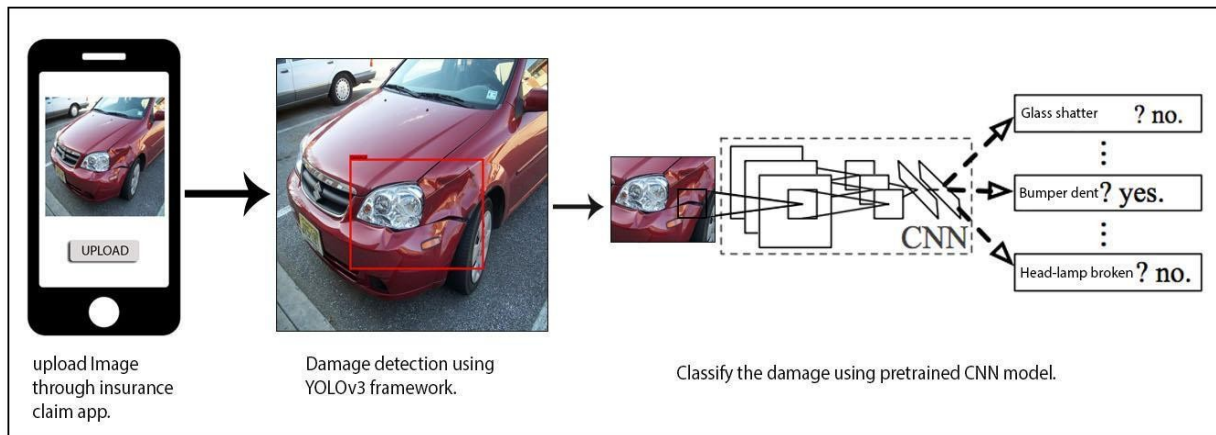 UPLOAD
upload Image
through insurance
claim app.
Damage detection using
YOLOv3 framework.
CNN
Glass shatter ? no.
Bumper dent ? yes.
Head-lamp broken ? no.
Classify the damage using pretrained CNN model.